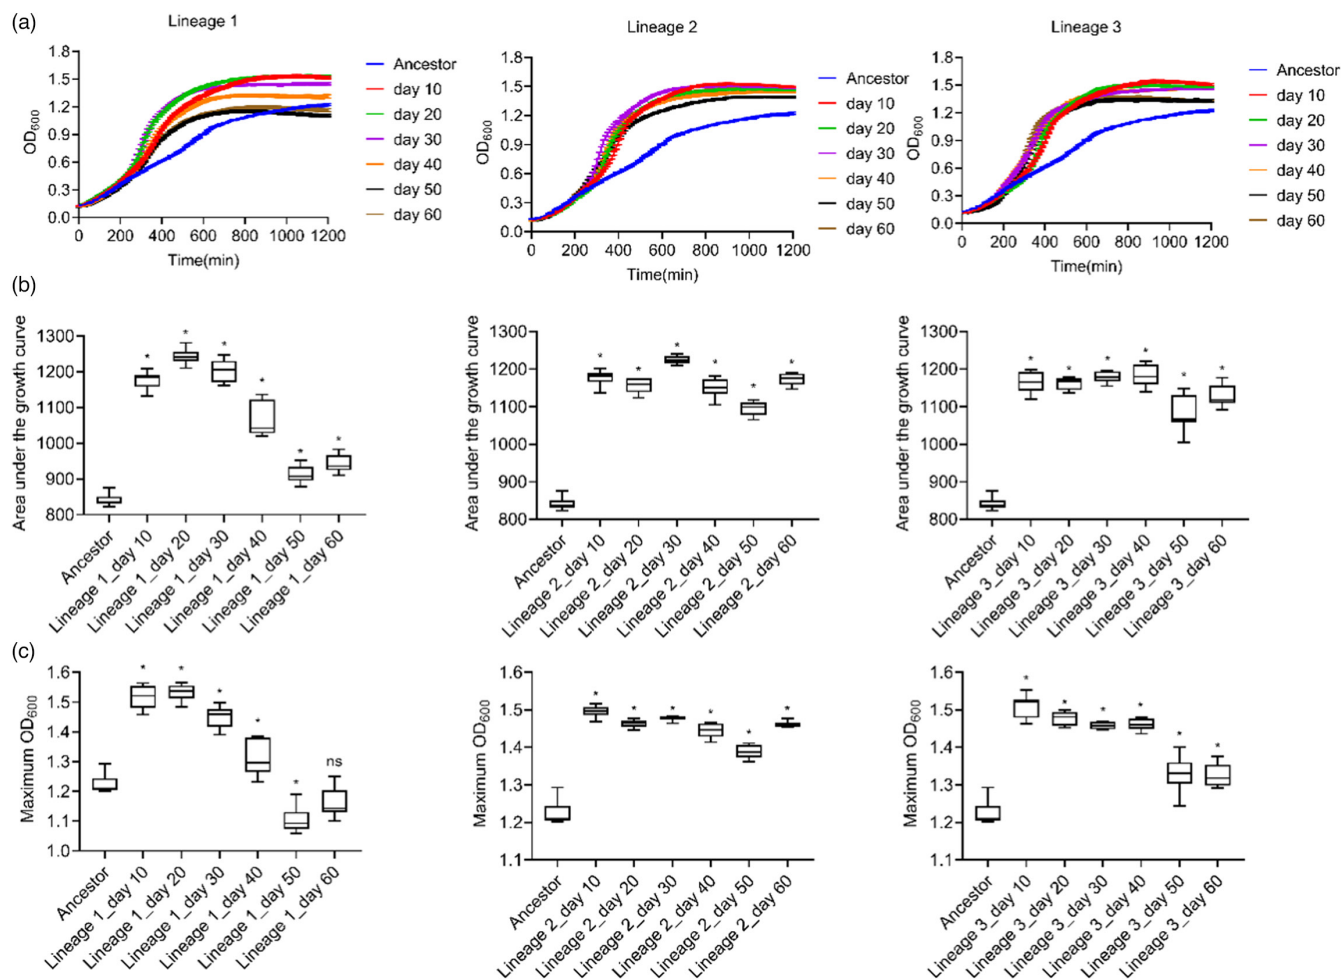 (a)
Lineage 1
OD600
1.8
1.5
1.2
0.9
0.6
0.3
0.0
0 200 400 600 800 1000 1200
Time(min)
Ancestor
day 10
day 20
day 30
day 40
day 50
day 60
Lineage 2
OD600
1.8
1.5
1.2
0.9
0.6
0.3
0.0
0 200 400 600 800 1000 1200
Time(min)
Ancestor
day 10
day 20
day 30
day 40
day 50
day 60
Lineage 3
OD600
1.8
1.5
1.2
0.9
0.6
0.3
0.0
0 200 400 600 800 1000 1200
Time(min)
Ancestor
day 10
day 20
day 30
day 40
day 50
day 60
(b)
Area under the growth curve
1300
1200
1100
1000
900
800
* * * * * *
Ancestor
Lineage 1_day 10
Lineage 1_day 20
Lineage 1_day 30
Lineage 1_day 40
Lineage 1_day 50
Lineage 1_day 60
Area under the growth curve
1300
1200
1100
1000
900
800
* * * * * *
Ancestor
Lineage 2_day 10
Lineage 2_day 20
Lineage 2_day 30
Lineage 2_day 40
Lineage 2_day 50
Lineage 2_day 60
Area under the growth curve
1300
1200
1100
1000
900
800
* * * * * *
Ancestor
Lineage 3_day 10
Lineage 3_day 20
Lineage 3_day 30
Lineage 3_day 40
Lineage 3_day 50
Lineage 3_day 60
(c)
Maximum OD600
1.6
1.5
1.4
1.3
1.2
1.1
1.0
* * * * * ns
Ancestor
Lineage 1_day 10
Lineage 1_day 20
Lineage 1_day 30
Lineage 1_day 40
Lineage 1_day 50
Lineage 1_day 60
Maximum OD600
1.6
1.5
1.4
1.3
1.2
1.1
* * * * * *
Ancestor
Lineage 2_day 10
Lineage 2_day 20
Lineage 2_day 30
Lineage 2_day 40
Lineage 2_day 50
Lineage 2_day 60
Maximum OD600
1.6
1.5
1.4
1.3
1.2
1.1
* * * * * *
Ancestor
Lineage 3_day 10
Lineage 3_day 20
Lineage 3_day 30
Lineage 3_day 40
Lineage 3_day 50
Lineage 3_day 60